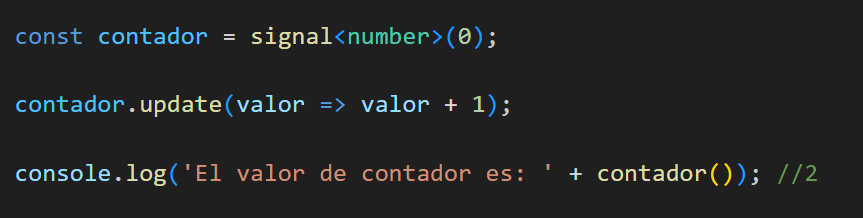 const contador = signal<number>(0);
contador.update(valor => valor + 1);
console.log('El valor de contador es: ' + contador()); //2